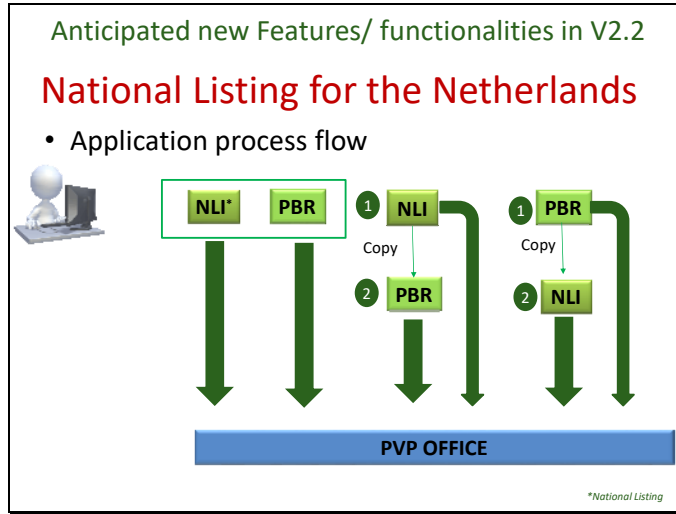 Anticipated new Features/ functionalities in V2.2
National Listing for the Netherlands
• Application process flow
NLI* PBR 1 NLI 1 PBR
Copy Copy
2 PBR 2 NLI
PVP OFFICE
*National Listing